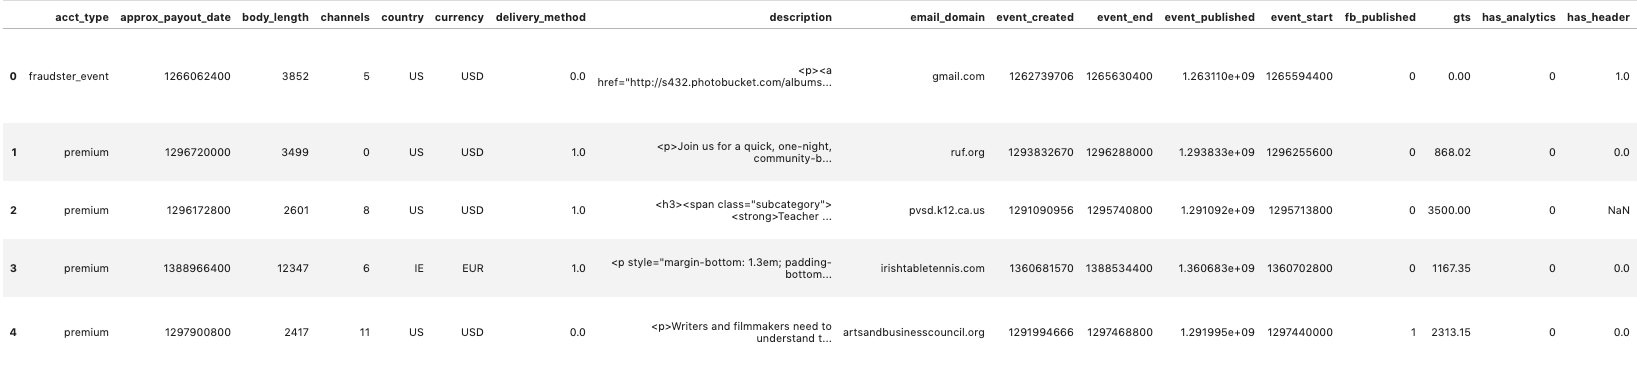 acct_type approx_payout_date body_length channels country currency delivery_method description email_domain event_created event_end event_published event_start fb_published gts has_analytics has_header
0 fraudster_event 1266062400 3852 5 US USD 0.0 <p><a href="http://s432.photobucket.com/albums... gmail.com 1262739706 1265630400 1.263110e+09 1265594400 0 0.00 0 1.0
1 premium 1296720000 3499 0 US USD 1.0 <p>Join us for a quick, one-night, community-b... ruf.org 1293832670 1296288000 1.293833e+09 1296255600 0 868.02 0 0.0
2 premium 1296172800 2601 8 US USD 1.0 <h3><span class="subcategory"><strong>Teacher ... pvsd.k12.ca.us 1291090956 1295740800 1.291092e+09 1295713800 0 3500.00 0 NaN
3 premium 1388966400 12347 6 IE EUR 1.0 <p style="margin-bottom: 1.3em; padding-bottom... irishtabletennis.com 1360681570 1388534400 1.360683e+09 1360702800 0 1167.35 0 0.0
4 premium 1297900800 2417 11 US USD 0.0 <p>Writers and filmmakers need to understand t... artsandbusinesscouncil.org 1291994666 1297468800 1.291995e+09 1297440000 1 2313.15 0 0.0